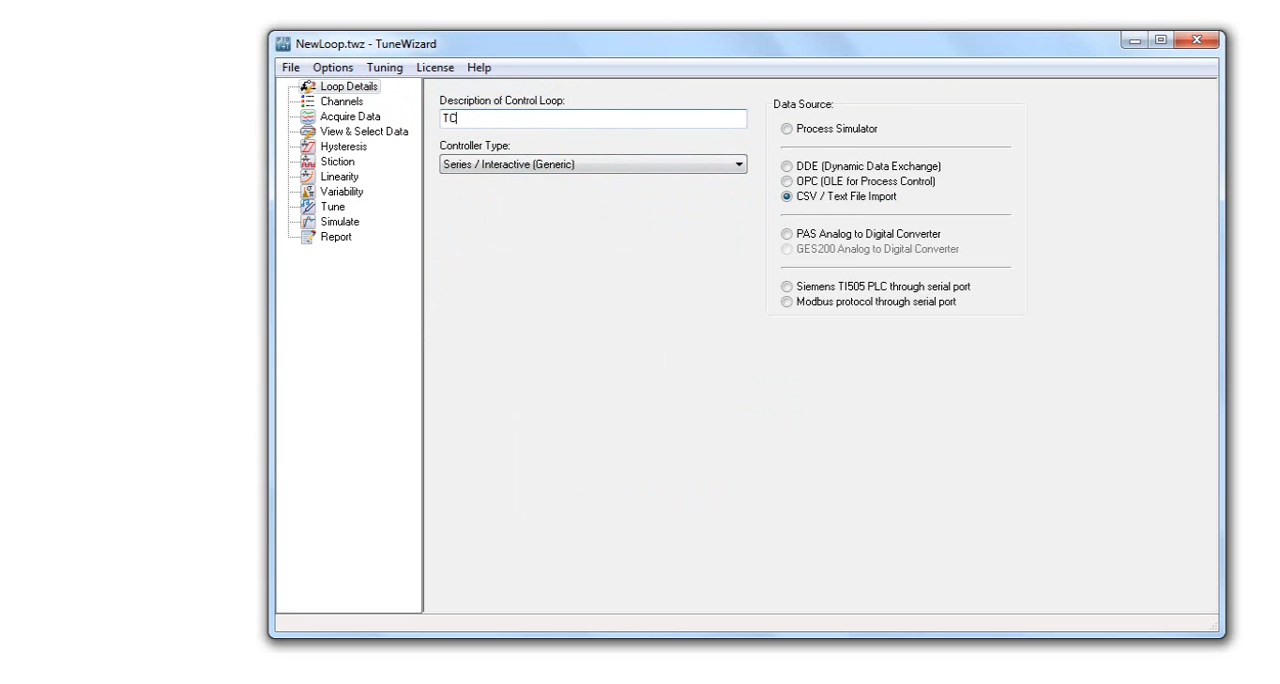 NewLoop.twz - TuneWizard
File Options Tuning License Help
Loop Details
Channels
Acquire Data
View & Select Data
Hysteresis
Stiction
Linearity
Variability
Tune
Simulate
Report
Description of Control Loop:
TC
Controller Type:
Series / Interactive (Generic)
Data Source:
Process Simulator
DDE (Dynamic Data Exchange)
OPC (OLE for Process Control)
CSV / Text File Import
PAS Analog to Digital Converter
GES200 Analog to Digital Converter
Siemens TI505 PLC through serial port
Modbus protocol through serial port